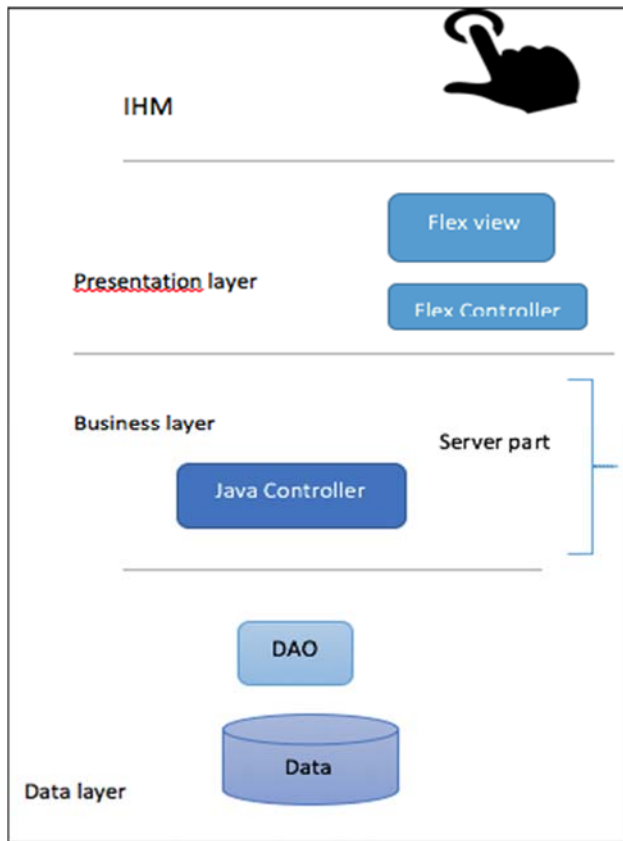 IHM
Flex view
Presentation layer
Flex Controller
Business layer
Server part
Java Controller
DAO
Data
Data layer